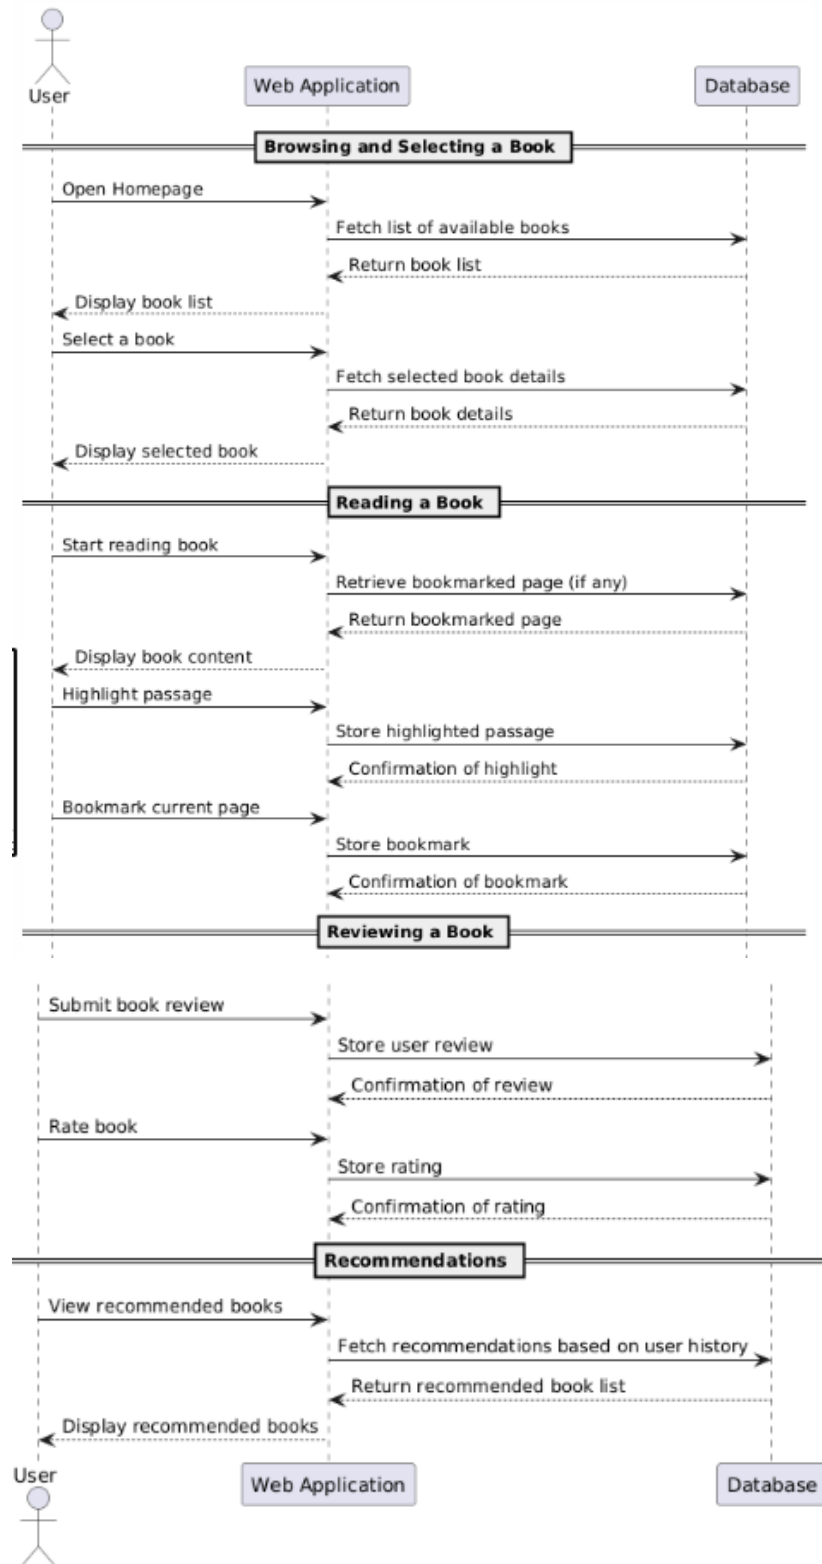 User
Web Application
Database
Browsing and Selecting a Book
Open Homepage
Fetch list of available books
Return book list
Display book list
Select a book
Fetch selected book details
Return book details
Display selected book
Reading a Book
Start reading book
Retrieve bookmarked page (if any)
Return bookmarked page
Display book content
Highlight passage
Store highlighted passage
Confirmation of highlight
Bookmark current page
Store bookmark
Confirmation of bookmark
Reviewing a Book
Submit book review
Store user review
Confirmation of review
Rate book
Store rating
Confirmation of rating
Recommendations
View recommended books
Fetch recommendations based on user history
Return recommended book list
Display recommended books
User
Web Application
Database